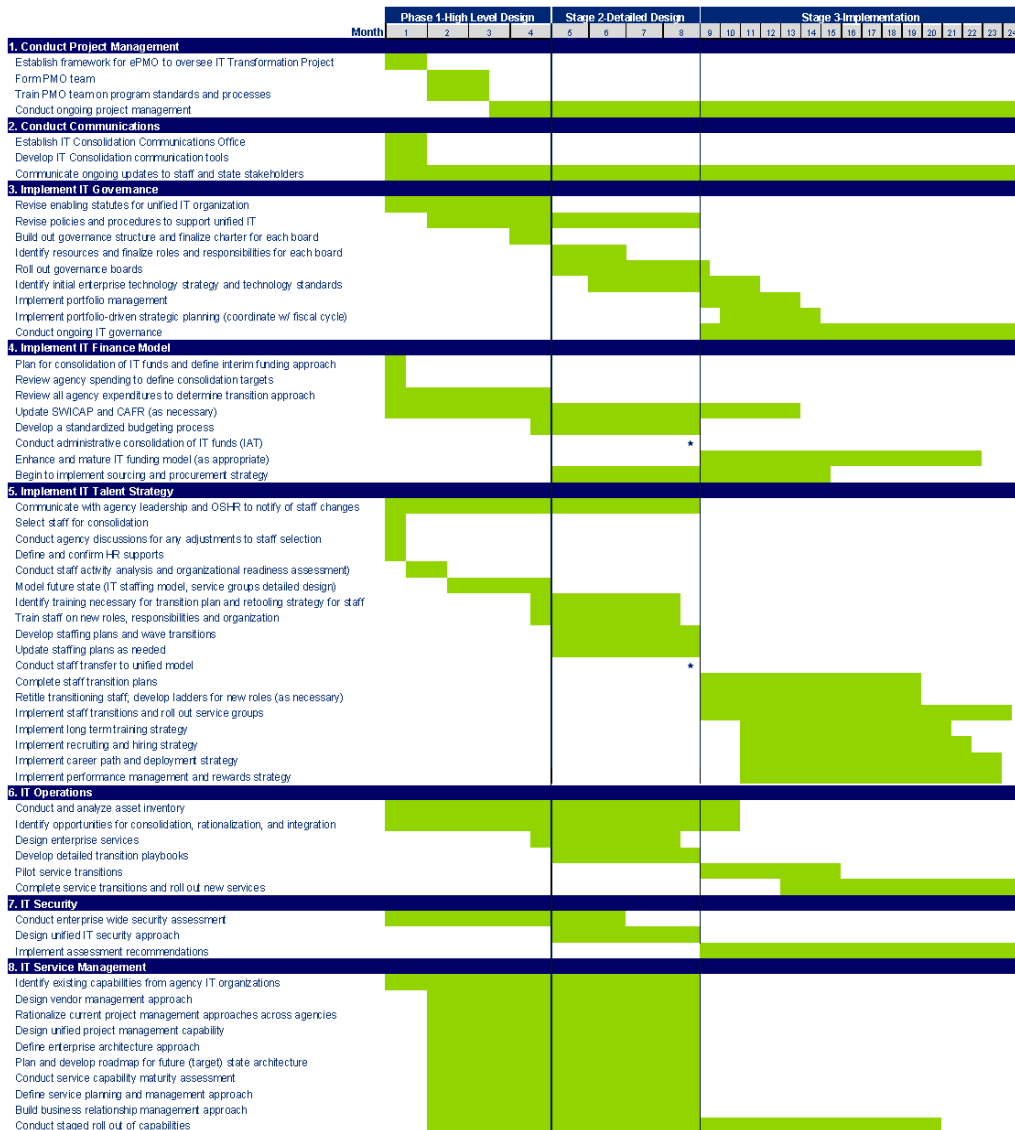 Phase 1-High Level Design Stage 2-Detailed Design Stage 3-Implementation
Month 1 2 3 4 5 6 7 8 9 10 11 12 13 14 15 16 17 18 19 20 21 22 23 24
1. Conduct Project Management
Establish framework for ePMO to oversee IT Transformation Project
Form PMO team
Train PMO team on program standards and processes
Conduct ongoing project management
2. Conduct Communications
Establish IT Consolidation Communications Office
Develop IT Consolidation communication tools
Communicate ongoing updates to staff and state stakeholders
3. Implement IT Governance
Revise enabling statutes for unified IT organization
Revise policies and procedures to support unified IT
Build out governance structure and finalize charter for each board
Identify resources and finalize roles and responsibilities for each board
Roll out governance boards
Identify initial enterprise technology strategy and technology standards
Implement portfolio management
Implement portfolio-driven strategic planning (coordinate w/ fiscal cycle)
Conduct ongoing IT governance
4. Implement IT Finance Model
Plan for consolidation of IT funds and define interim funding approach
Review agency spending to define consolidation targets
Review all agency expenditures to determine transition approach
Update SWICAP and CAFR (as necessary)
Develop a standardized budgeting process
Conduct administrative consolidation of IT funds (IAT) *
Enhance and mature IT funding model (as appropriate)
Begin to implement sourcing and procurement strategy
5. Implement IT Talent Strategy
Communicate with agency leadership and OSHR to notify of staff changes
Select staff for consolidation
Conduct agency discussions for any adjustments to staff selection
Define and confirm HR supports
Conduct staff activity analysis and organizational readiness assessment)
Model future state (IT staffing model, service groups detailed design)
Identify training necessary for transition plan and retooling strategy for staff
Train staff on new roles, responsibilities and organization
Develop staffing plans and wave transitions
Update staffing plans as needed
Conduct staff transfer to unified model *
Complete staff transition plans
Retitle transitioning staff; develop ladders for new roles (as necessary)
Implement staff transitions and roll out service groups
Implement long term training strategy
Implement recruiting and hiring strategy
Implement career path and deployment strategy
Implement performance management and rewards strategy
6. IT Operations
Conduct and analyze asset inventory
Identify opportunities for consolidation, rationalization, and integration
Design enterprise services
Develop detailed transition playbooks
Pilot service transitions
Complete service transitions and roll out new services
7. IT Security
Conduct enterprise wide security assessment
Design unified IT security approach
Implement assessment recommendations
8. IT Service Management
Identify existing capabilities from agency IT organizations
Design vendor management approach
Rationalize current project management approaches across agencies
Design unified project management capability
Define enterprise architecture approach
Plan and develop roadmap for future (target) state architecture
Conduct service capability maturity assessment
Define service planning and management approach
Build business relationship management approach
Conduct staged roll out of capabilities